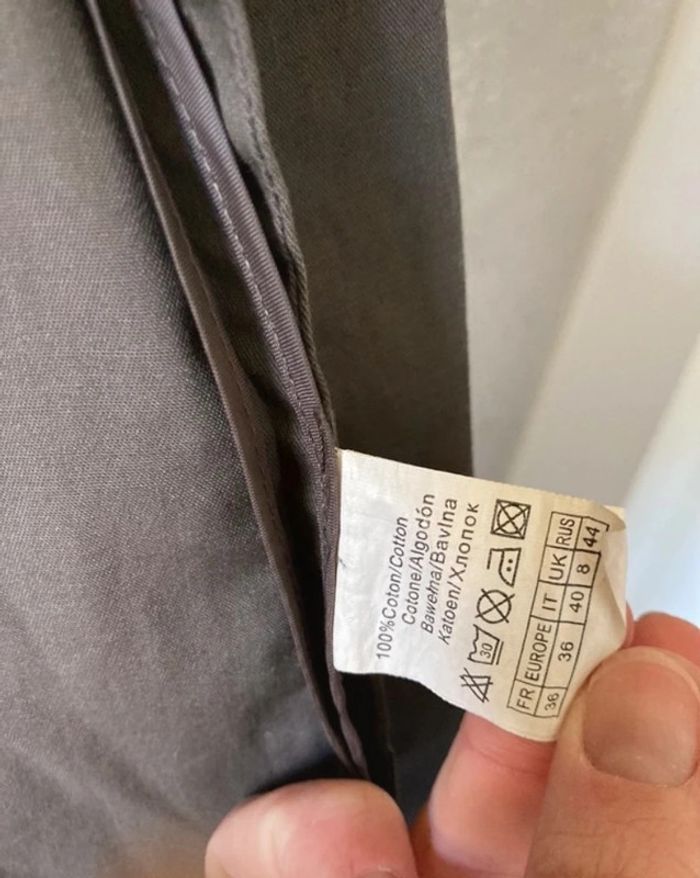 100%Coton/Cotton
Cotone/Algodón
Bawełna/Bavlna
Katoen/Хлопок
30
FR EUROPE IT UK RUS
36 36 40 8 44